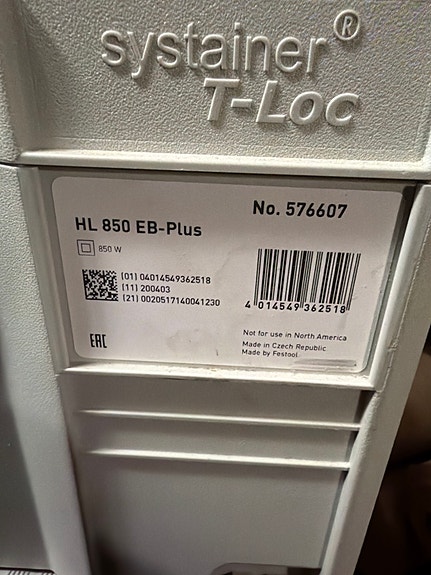 systainer®
T-Loc
No. 576607
HL 850 EB-Plus
850 W
(01) 04014549362518
(11) 200403
(21) 0020517140041230
4 014549 362518
EAC
Not for use in North America
Made in Czech Republic
Made by Festool